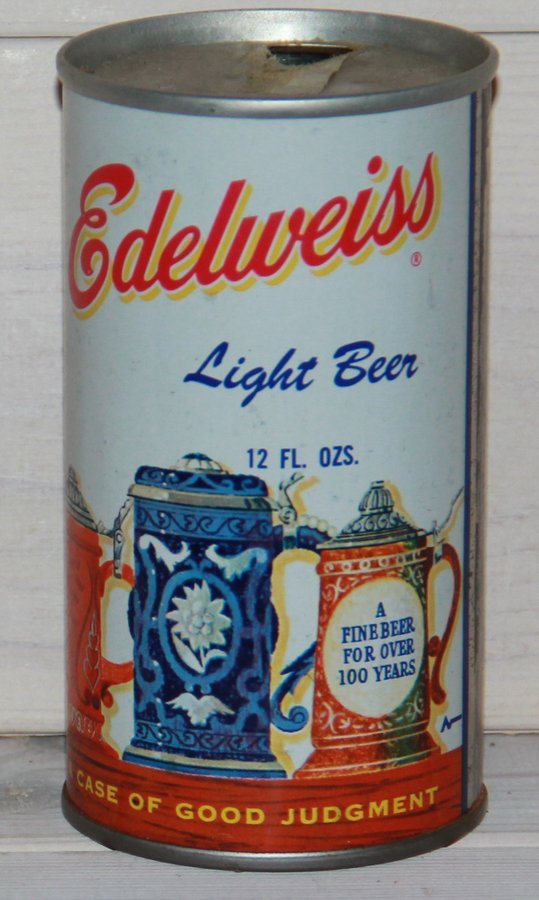 Edelweiss
®
Light Beer
12 FL. OZS.
A
FINE BEER
FOR OVER
100 YEARS
CASE OF GOOD JUDGMENT